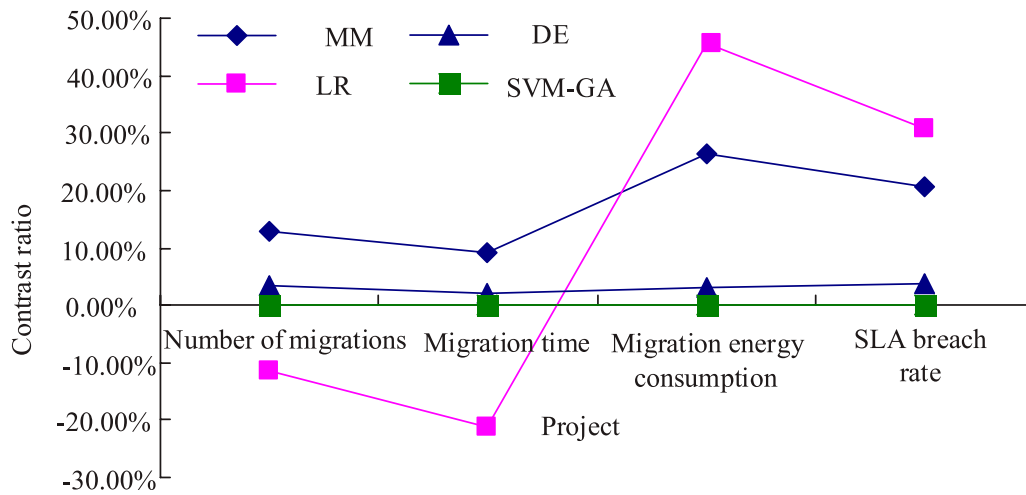 50.00%
40.00%
30.00%
20.00%
10.00%
0.00%
-10.00%
-20.00%
-30.00%
Contrast ratio
MM
DE
LR
SVM-GA
Number of migrations
Migration time
Migration energy
consumption
SLA breach
rate
Project